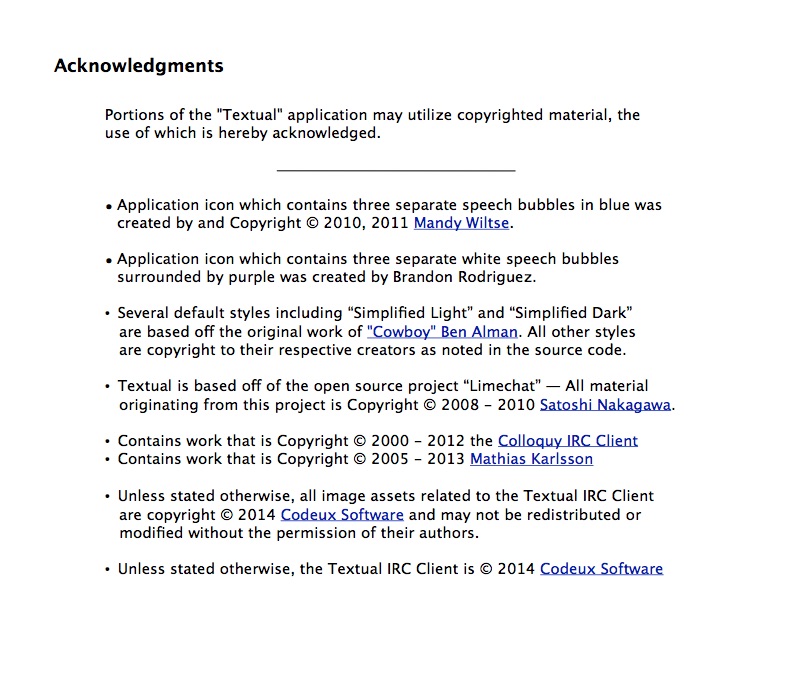 Acknowledgments
Portions of the "Textual" application may utilize copyrighted material, the
use of which is hereby acknowledged.
• Application icon which contains three separate speech bubbles in blue was
created by and Copyright © 2010, 2011 Mandy Wiltse.
• Application icon which contains three separate white speech bubbles
surrounded by purple was created by Brandon Rodriguez.
• Several default styles including “Simplified Light” and “Simplified Dark”
are based off the original work of "Cowboy" Ben Alman. All other styles
are copyright to their respective creators as noted in the source code.
• Textual is based off of the open source project “Limechat” — All material
originating from this project is Copyright © 2008 – 2010 Satoshi Nakagawa.
• Contains work that is Copyright © 2000 – 2012 the Colloquy IRC Client
• Contains work that is Copyright © 2005 – 2013 Mathias Karlsson
• Unless stated otherwise, all image assets related to the Textual IRC Client
are copyright © 2014 Codeux Software and may not be redistributed or
modified without the permission of their authors.
• Unless stated otherwise, the Textual IRC Client is © 2014 Codeux Software